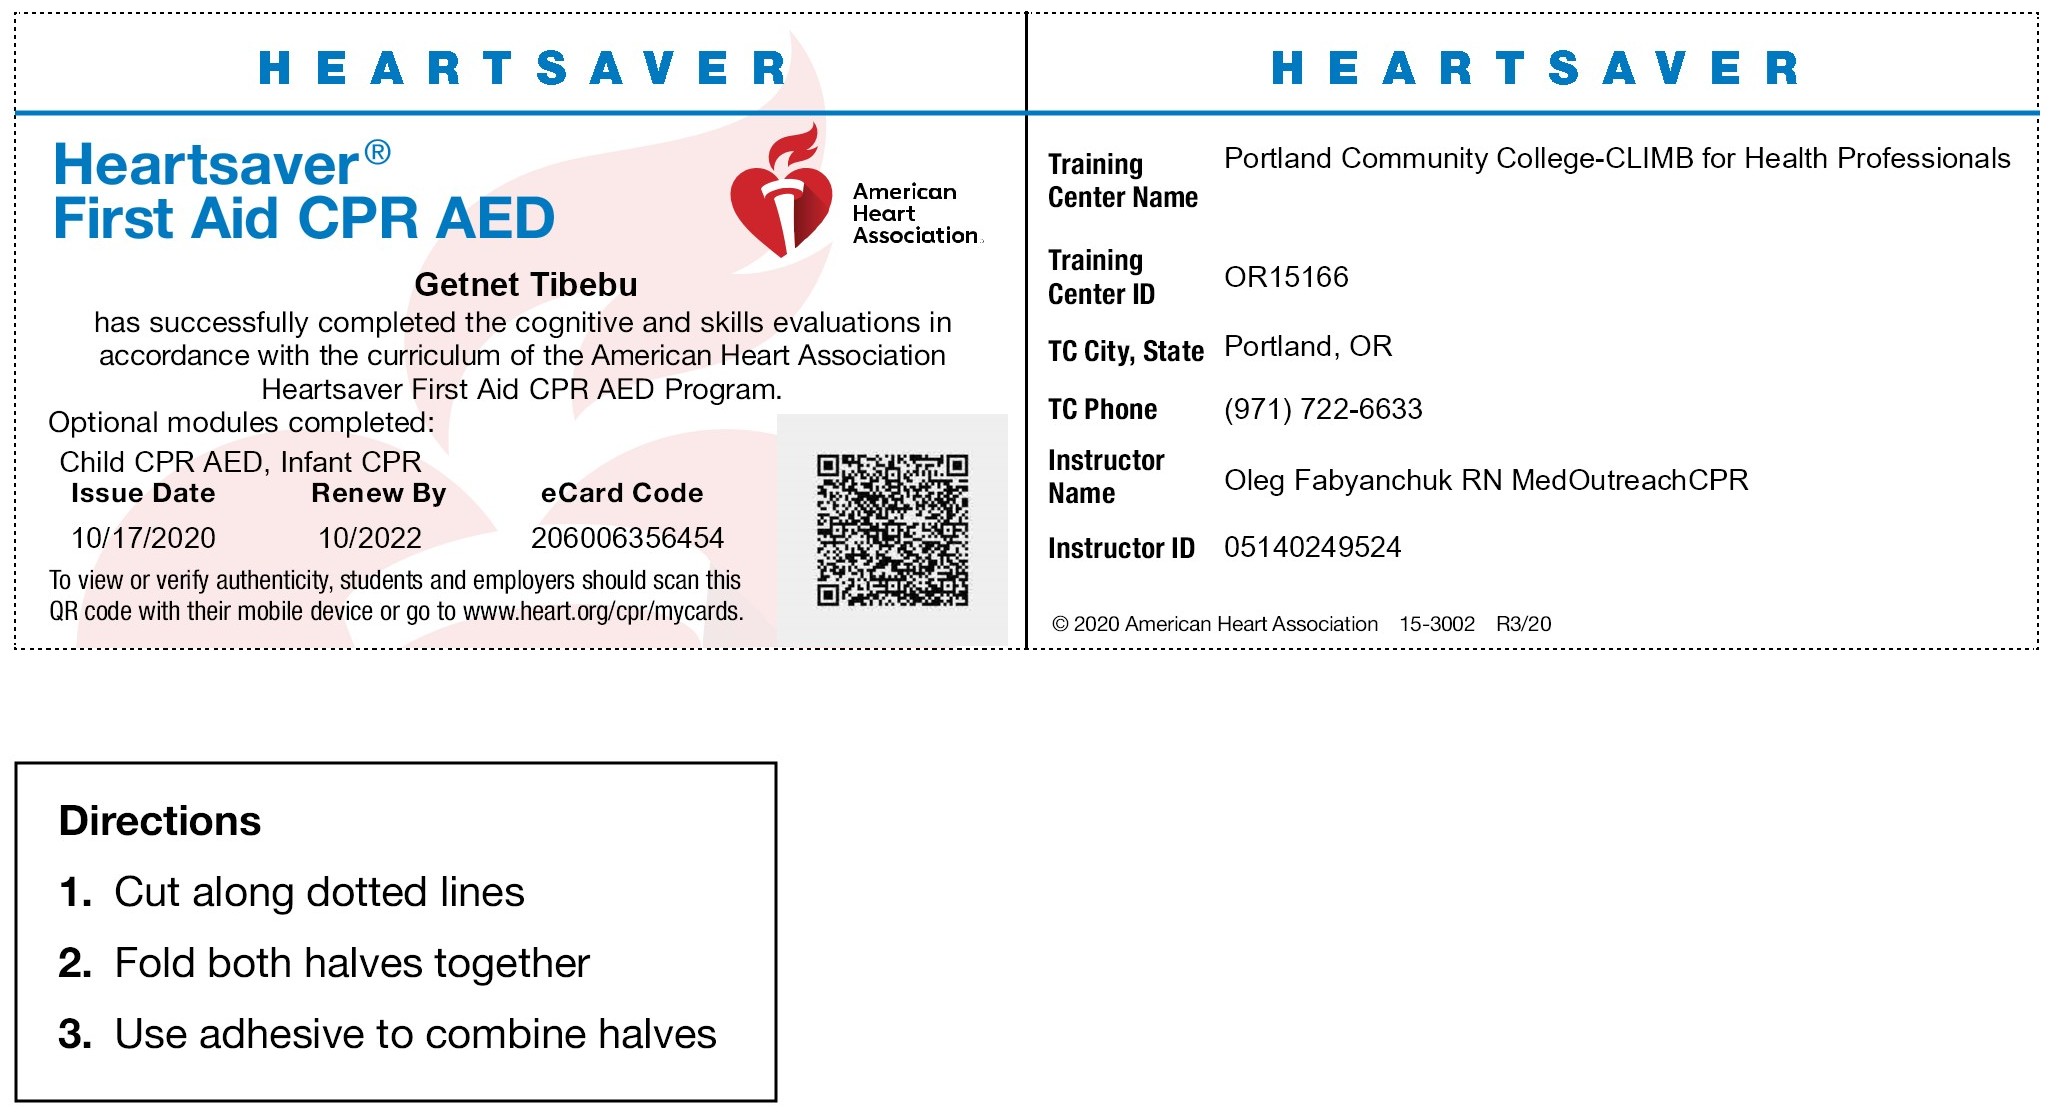 HEARTSAVER
Heartsaver®
First Aid CPR AED
American
Heart
Association.
Getnet Tibebu
has successfully completed the cognitive and skills evaluations in
accordance with the curriculum of the American Heart Association
Heartsaver First Aid CPR AED Program.
Optional modules completed:
Child CPR AED, Infant CPR
Issue Date Renew By eCard Code
10/17/2020 10/2022 206006356454
To view or verify authenticity, students and employers should scan this
QR code with their mobile device or go to www.heart.org/cpr/mycards.
HEARTSAVER
Training
Center Name
Portland Community College-CLIMB for Health Professionals
Training
Center ID
OR15166
TC City, State Portland, OR
TC Phone (971) 722-6633
Instructor
Name
Oleg Fabyanchuk RN MedOutreachCPR
Instructor ID 05140249524
© 2020 American Heart Association 15-3002 R3/20
Directions
1. Cut along dotted lines
2. Fold both halves together
3. Use adhesive to combine halves